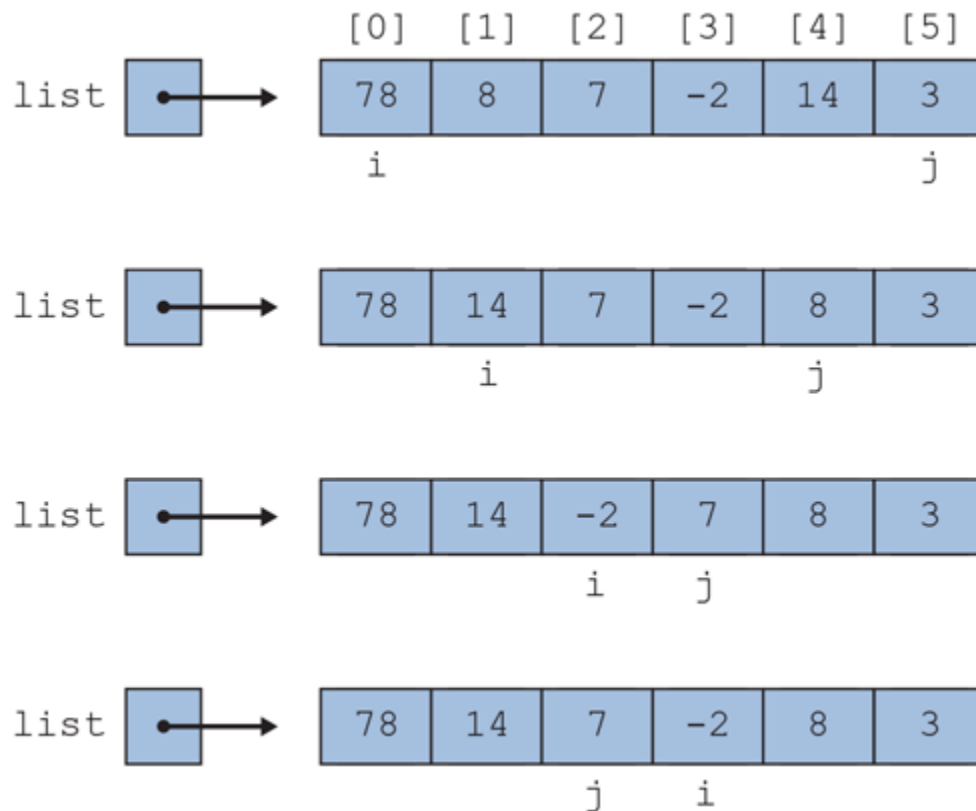 [0] [1] [2] [3] [4] [5]
list 78 8 7 -2 14 3
i j
list 78 14 7 -2 8 3
i j
list 78 14 -2 7 8 3
i j
list 78 14 7 -2 8 3
j i